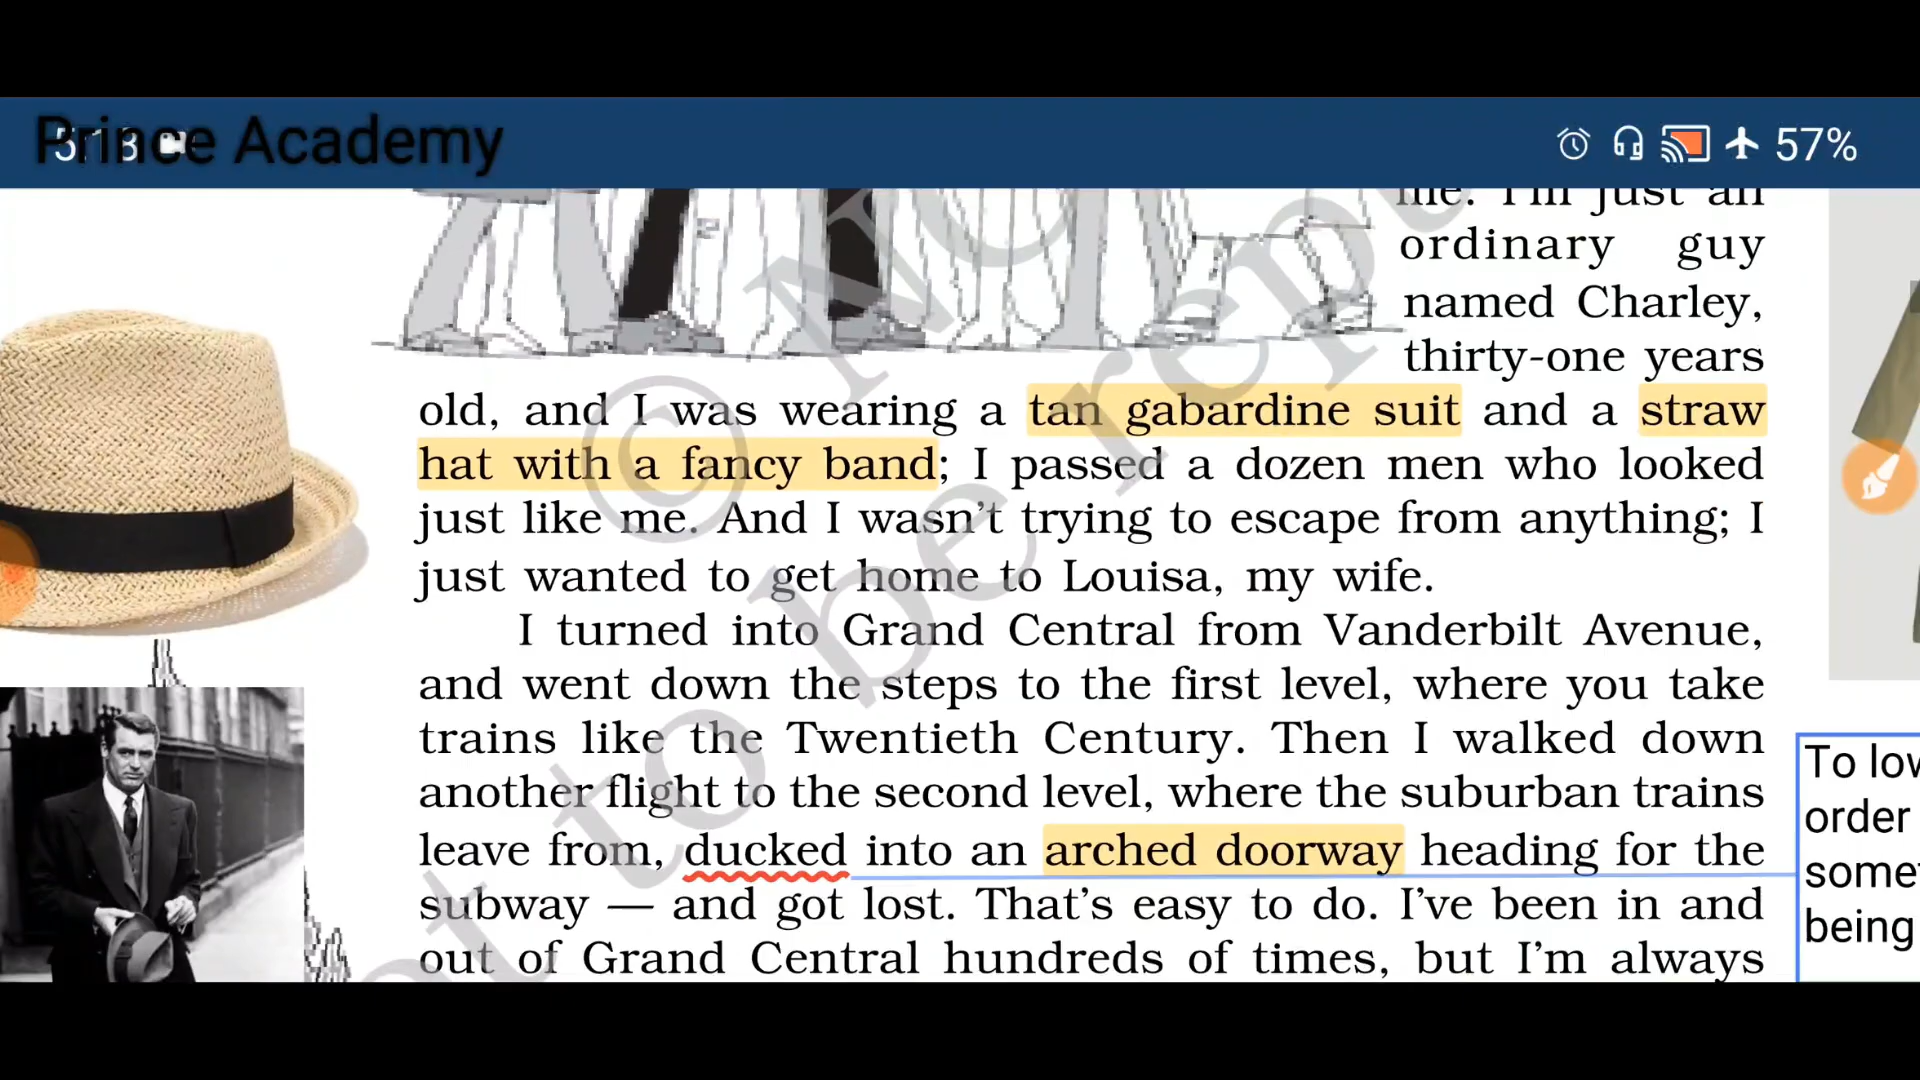 Prince Academy
57%
me. I'm just an
ordinary guy
named Charley,
thirty-one years
old, and I was wearing a tan gabardine suit and a straw
hat with a fancy band; I passed a dozen men who looked
just like me. And I wasn't trying to escape from anything; I
just wanted to get home to Louisa, my wife.
I turned into Grand Central from Vanderbilt Avenue,
and went down the steps to the first level, where you take
trains like the Twentieth Century. Then I walked down
another flight to the second level, where the suburban trains
leave from, ducked into an arched doorway heading for the
subway — and got lost. That's easy to do. I've been in and
out of Grand Central hundreds of times, but I'm always
To
order
being
© 
to be